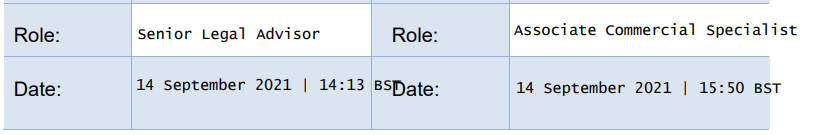 Role: Senior Legal Advisor Role: Associate Commercial Specialist
Date: 14 September 2021 | 14:13 BST Date: 14 September 2021 | 15:50 BST